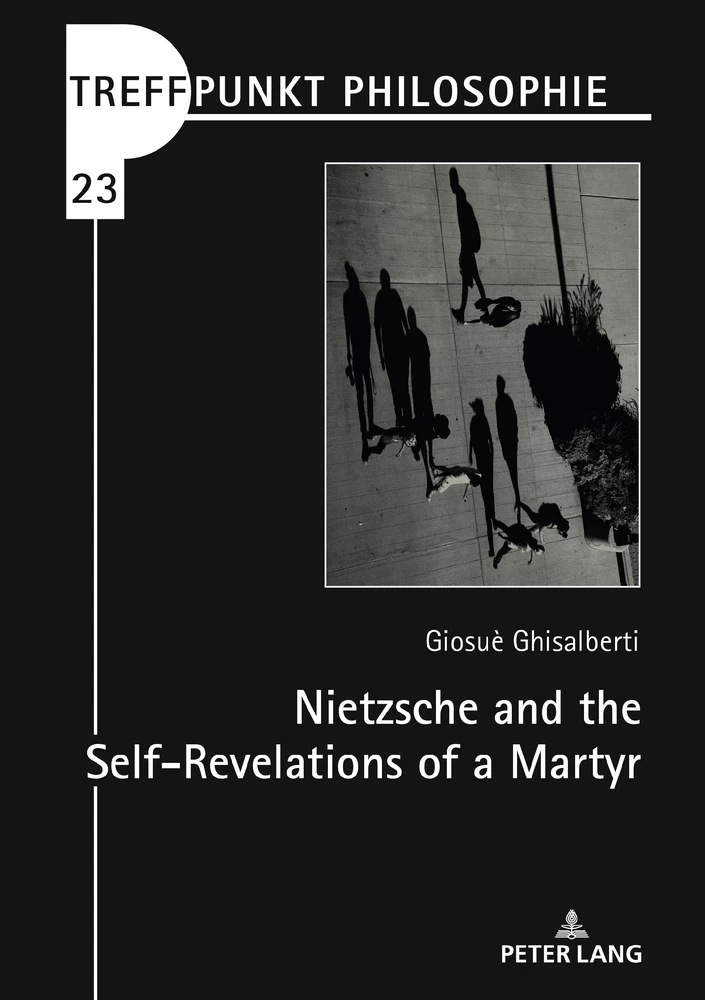 TREFFPUNKT PHILOSOPHIE
23
Giosuè Ghisalberti
Nietzsche and the
Self-Revelations of a Martyr
PETER LANG